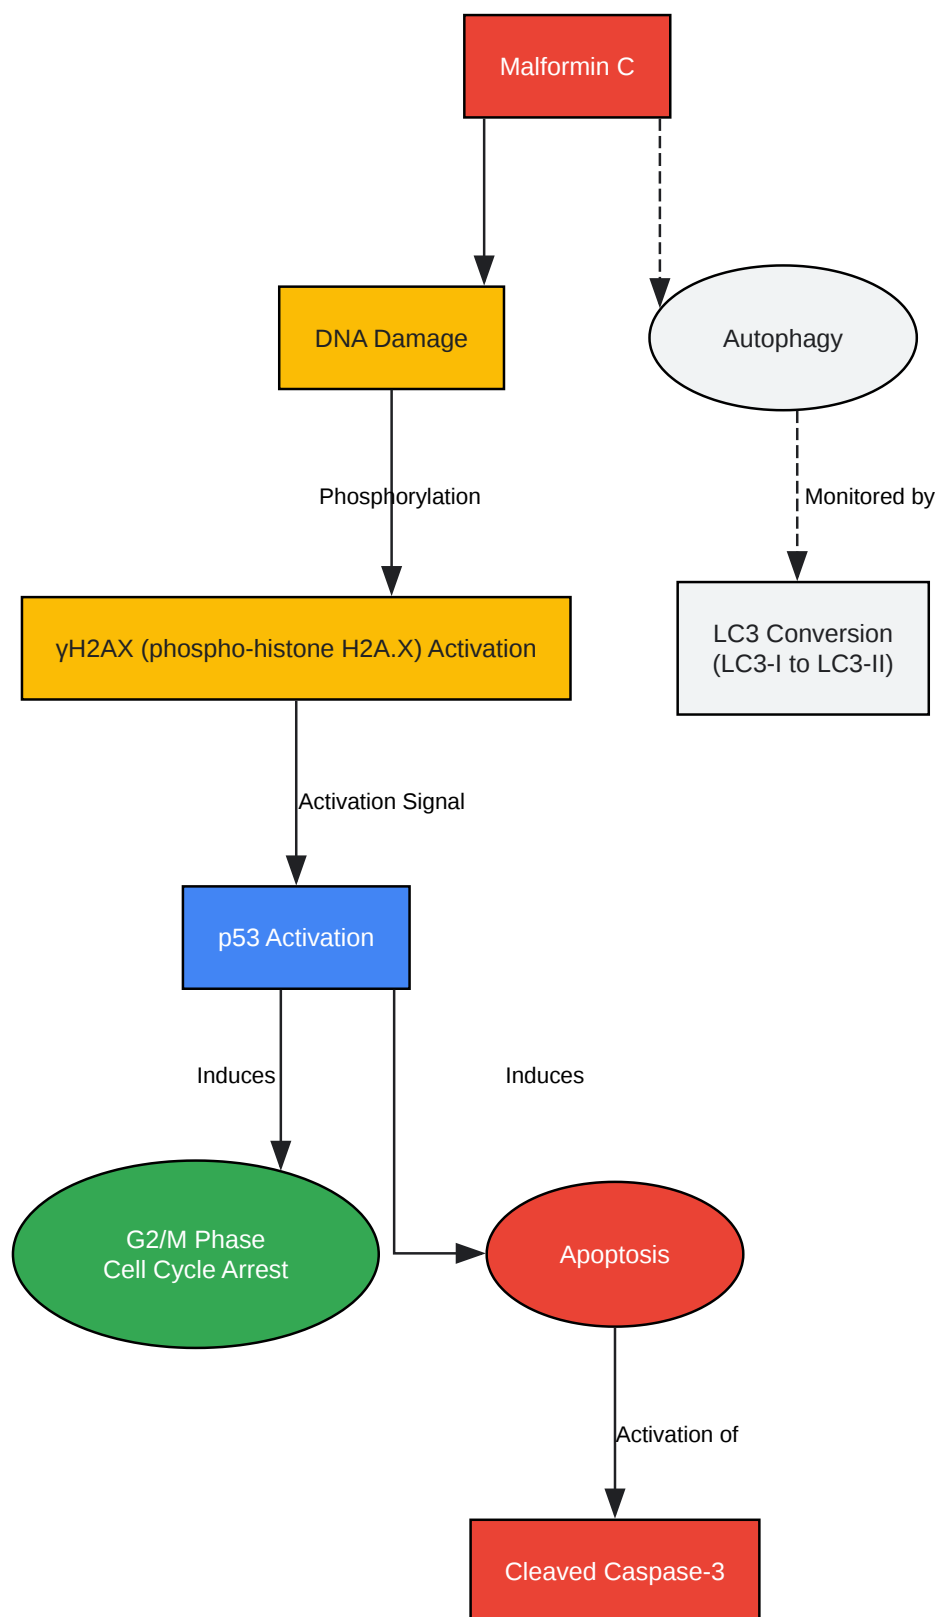 Malformin C
DNA Damage
Autophagy
Phosphorylation
Monitored by
γH2AX (phospho-histone H2A.X) Activation
LC3 Conversion
(LC3-I to LC3-II)
Activation Signal
p53 Activation
Induces
Induces
G2/M Phase
Cell Cycle Arrest
Apoptosis
Activation of
Cleaved Caspase-3